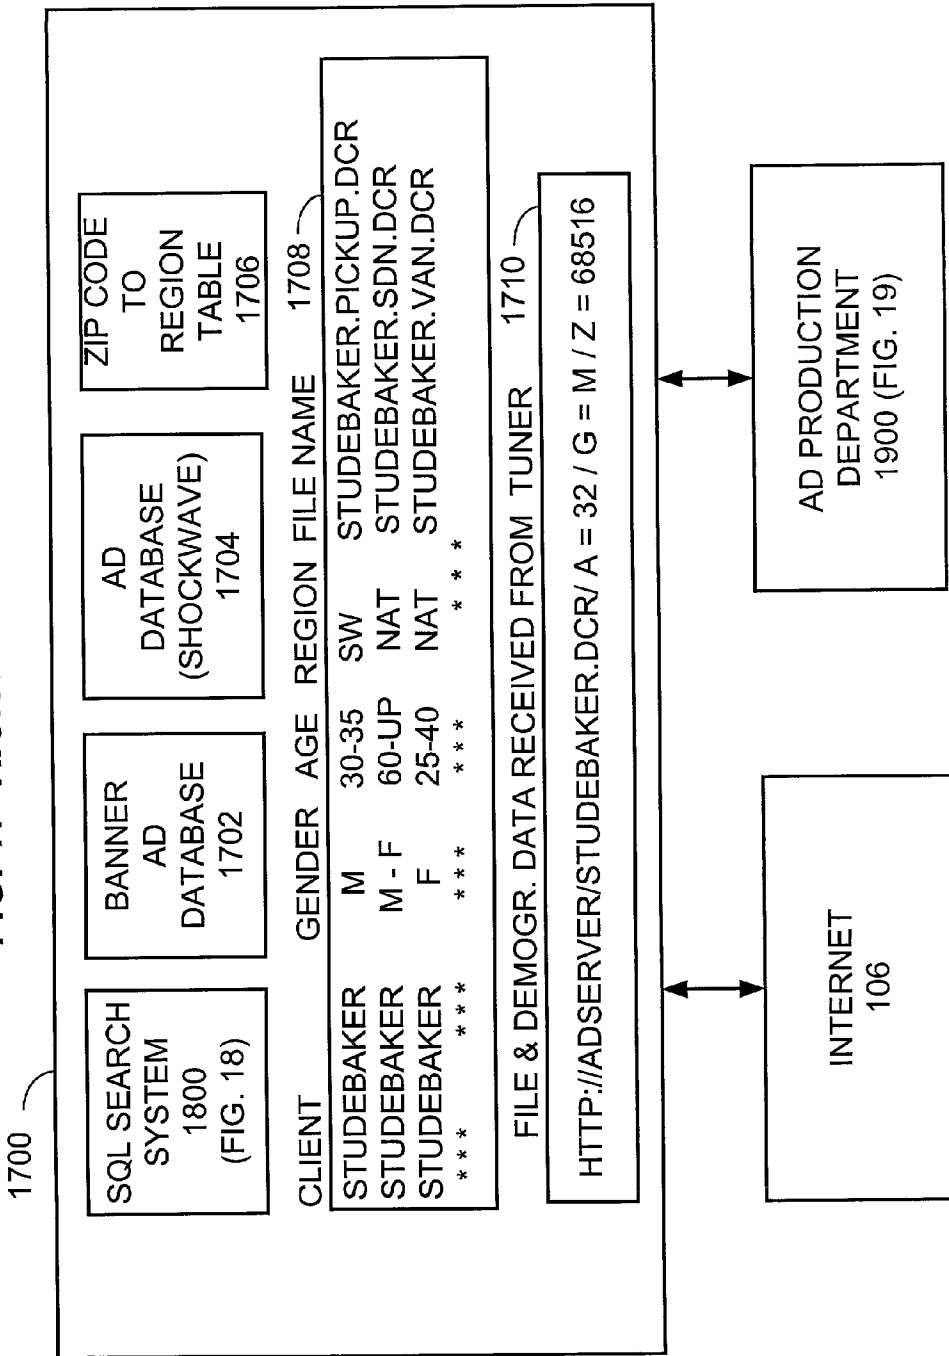 1700
SQL SEARCH
SYSTEM
1800
(FIG. 18)
BANNER
AD
DATABASE
1702
AD
DATABASE
(SHOCKWAVE)
1704
ZIP CODE
TO
REGION
TABLE
1706
CLIENT GENDER AGE REGION FILE NAME 1708
STUDEBAKER M 30-35 SW STUDEBAKER.PICKUP.DCR
STUDEBAKER M - F 60-UP NAT STUDEBAKER.SDN.DCR
STUDEBAKER F 25-40 NAT STUDEBAKER.VAN.DCR
*** *** *** *** * * *
FILE & DEMOGR. DATA RECEIVED FROM TUNER 1710
HTTP://ADSERVER/STUDEBAKER.DCR/ A = 32 / G = M / Z = 68516
INTERNET
106
AD PRODUCTION
DEPARTMENT
1900 (FIG. 19)